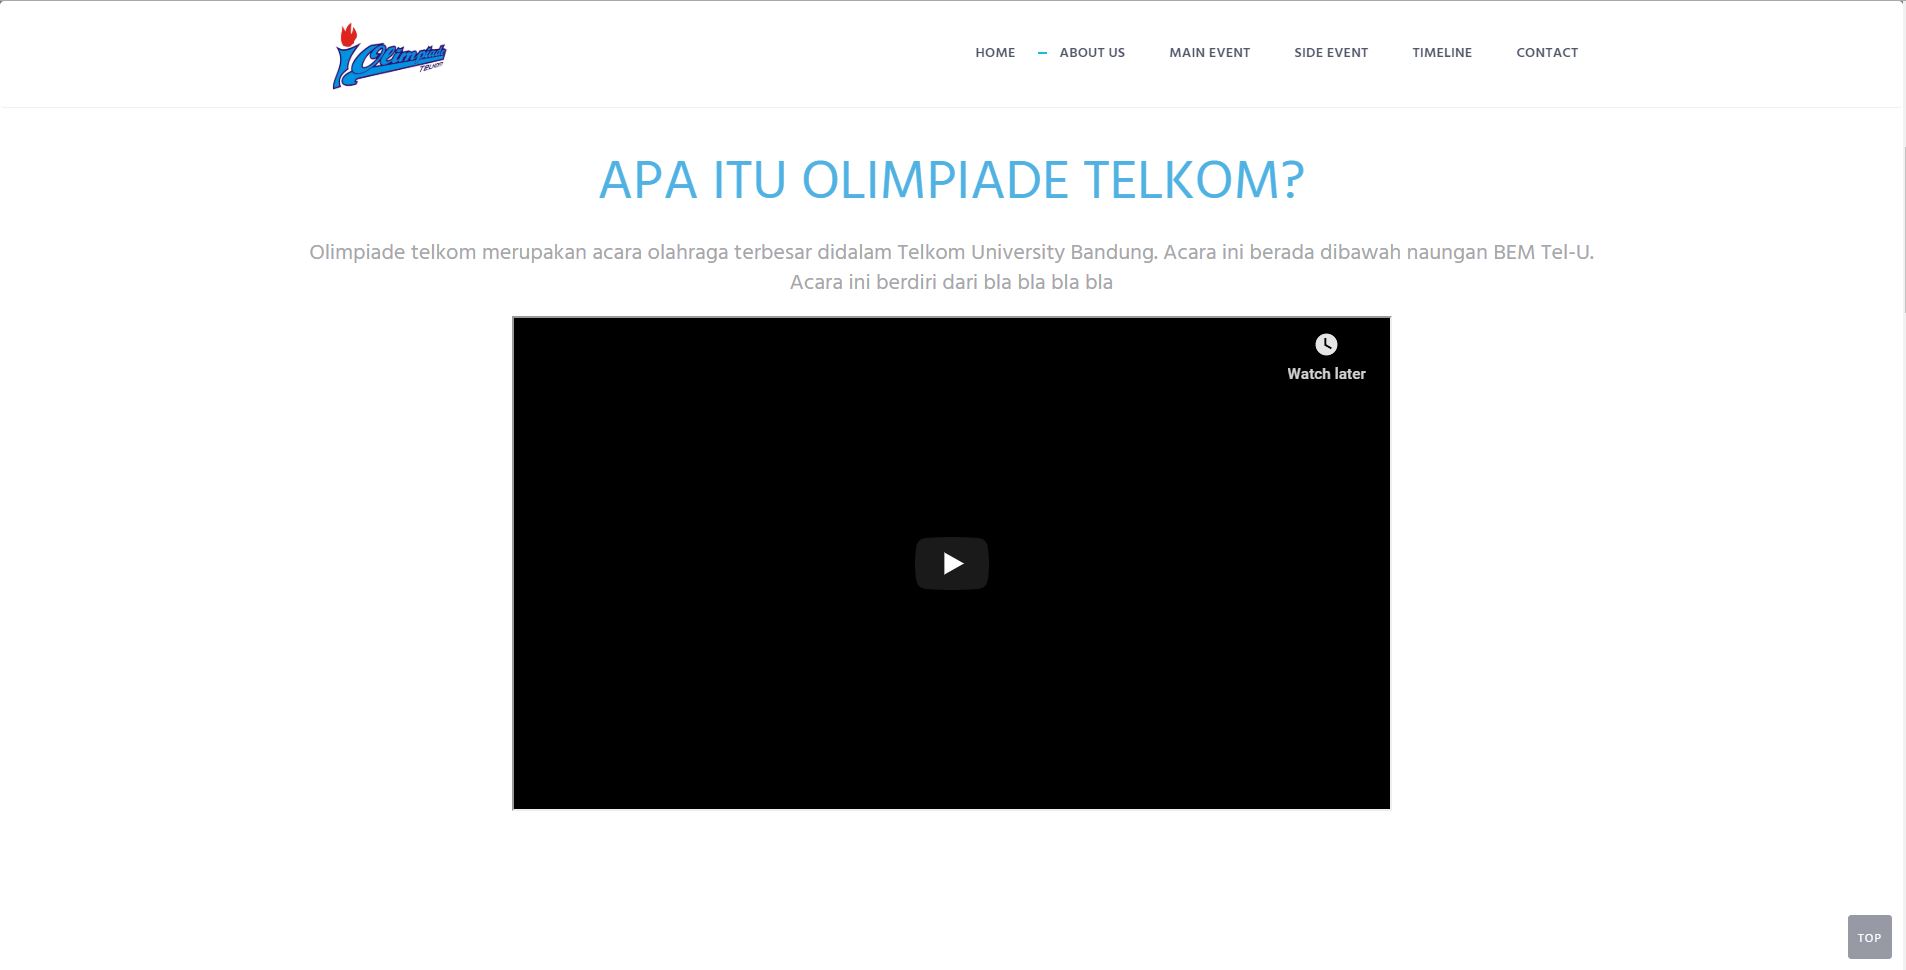 Olimpiade
TELKOM
HOME
ABOUT US
MAIN EVENT
SIDE EVENT
TIMELINE
CONTACT
APA ITU OLIMPIADE TELKOM?
Olimpiade telkom merupakan acara olahraga terbesar didalam Telkom University Bandung. Acara ini berada dibawah naungan BEM Tel-U.
Acara ini berdiri dari bla bla bla bla
Watch later
TOP